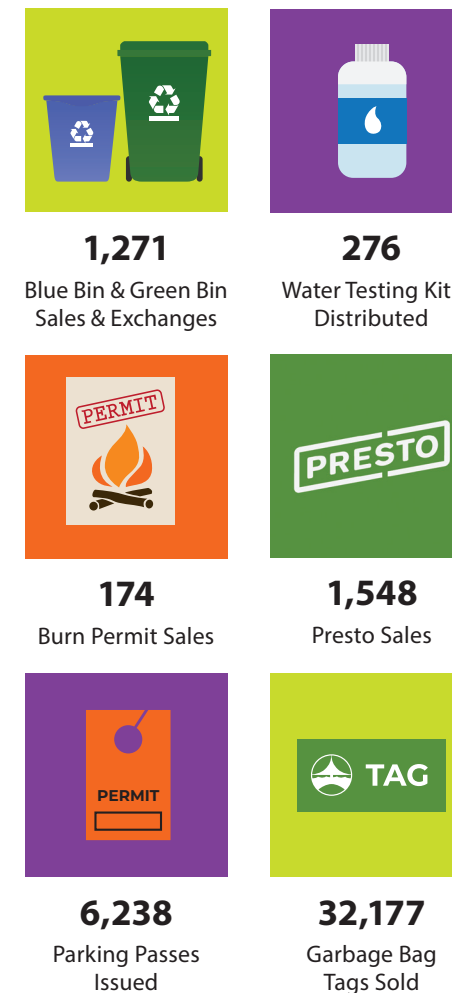 1,271
Blue Bin & Green Bin
Sales & Exchanges
276
Water Testing Kit
Distributed
PERMIT
174
Burn Permit Sales
PRESTO
1,548
Presto Sales
PERMIT
6,238
Parking Passes
Issued
TAG
32,177
Garbage Bag
Tags Sold